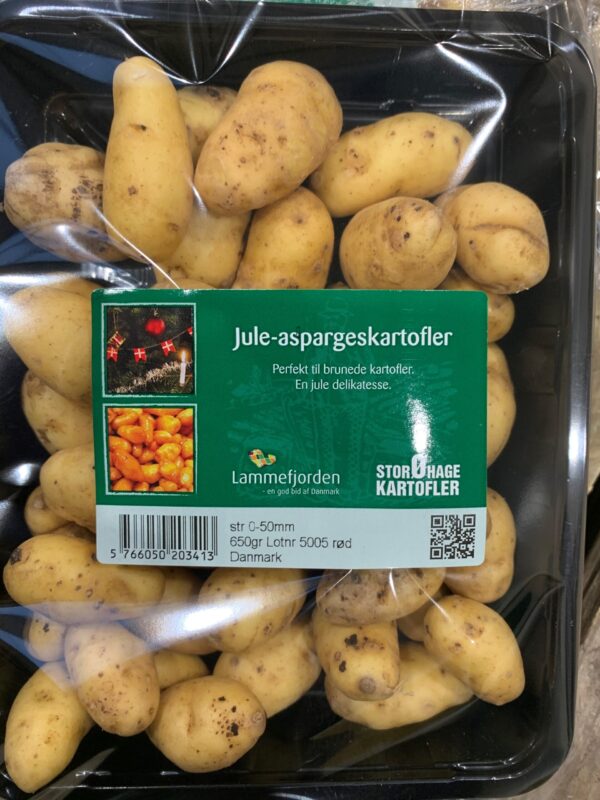 Jule-aspargeskartofler
Perfekt til brunede kartofler.
En jule delikatesse.
Lammefjorden
- en god bid af Danmark
STORØHAGE
KARTOFLER
5 766050 203413
str 0-50mm
650gr Lotnr 5005 rød
Danmark